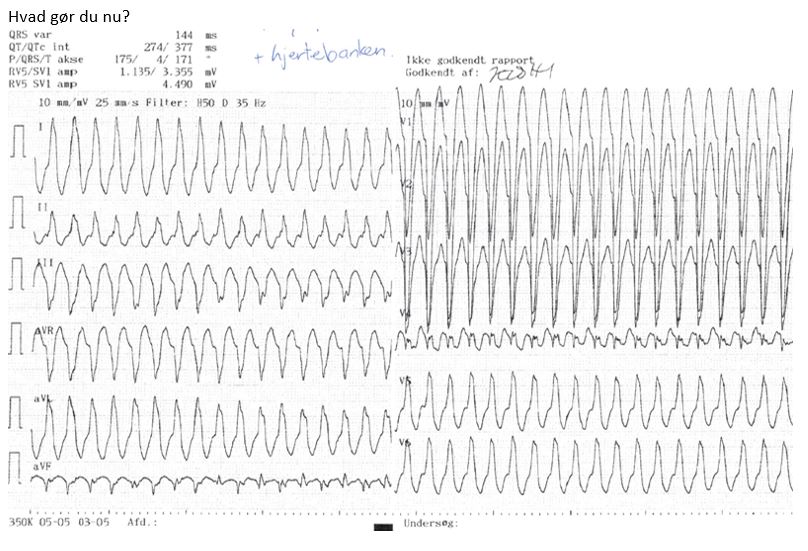 Hvad gør du nu?
QRS var 144 ms
QT/QTc int 274/ 377 ms
P/QRS/T akse 175/ 4/ 171 °
RV5/SV1 amp 1.135/ 3.355 mV
RV5 SV1 amp 4.490 mV
+ hjertebanken.
Ikke godkendt rapport
Godkendt af:
10 mm/mV 25 mm/s Filter: H50 D 35 Hz
10 mm/mV
I
II
III
aVR
aVL
aVF
V1
V2
V3
V4
V5
V6
350K 05-05 03-05 Afd.:
Undersøg: